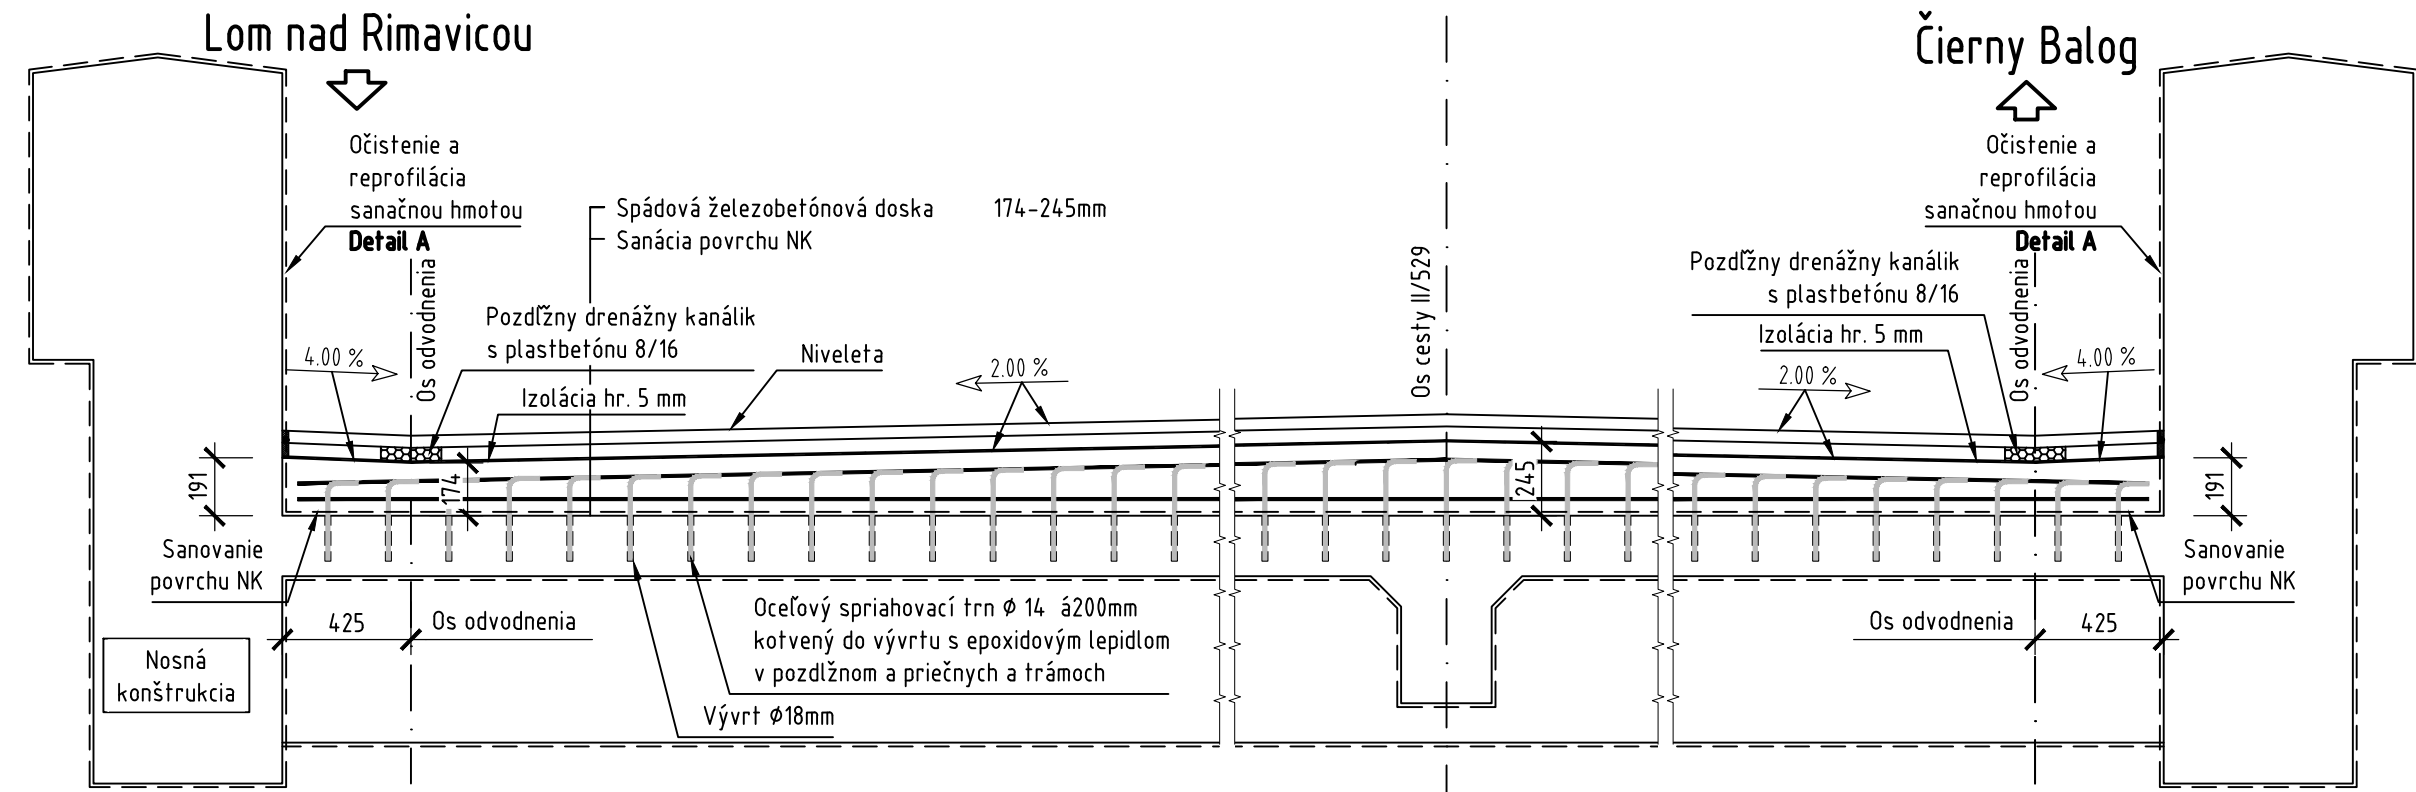 Lom nad Rimavicou
Čierny Balog
Očistenie a
reprofilácia
sanačnou hmotou
Detail A
Os odvodnenia
Spádová železobetónová doska 174-245mm
Sanácia povrchu NK
Pozdĺžny drenážny kanálik
s plastbetónu 8/16
Niveleta
Izolácia hr. 5 mm
4.00 %
2.00 %
Os cesty II/529
Očistenie a
reprofilácia
sanačnou hmotou
Detail A
Os odvodnenia
Pozdĺžny drenážny kanálik
s plastbetónu 8/16
Izolácia hr. 5 mm
2.00 %
4.00 %
191
174
245
191
Sanovanie
povrchu NK
Sanovanie
povrchu NK
425
Os odvodnenia
Oceľový spriahovací trn Ø 14 á200mm
kotvený do vývrtu s epoxidovým lepidlom
v pozdlžnom a priečnych a trámoch
Vývrt Ø18mm
Os odvodnenia
425
Nosná
konštrukcia